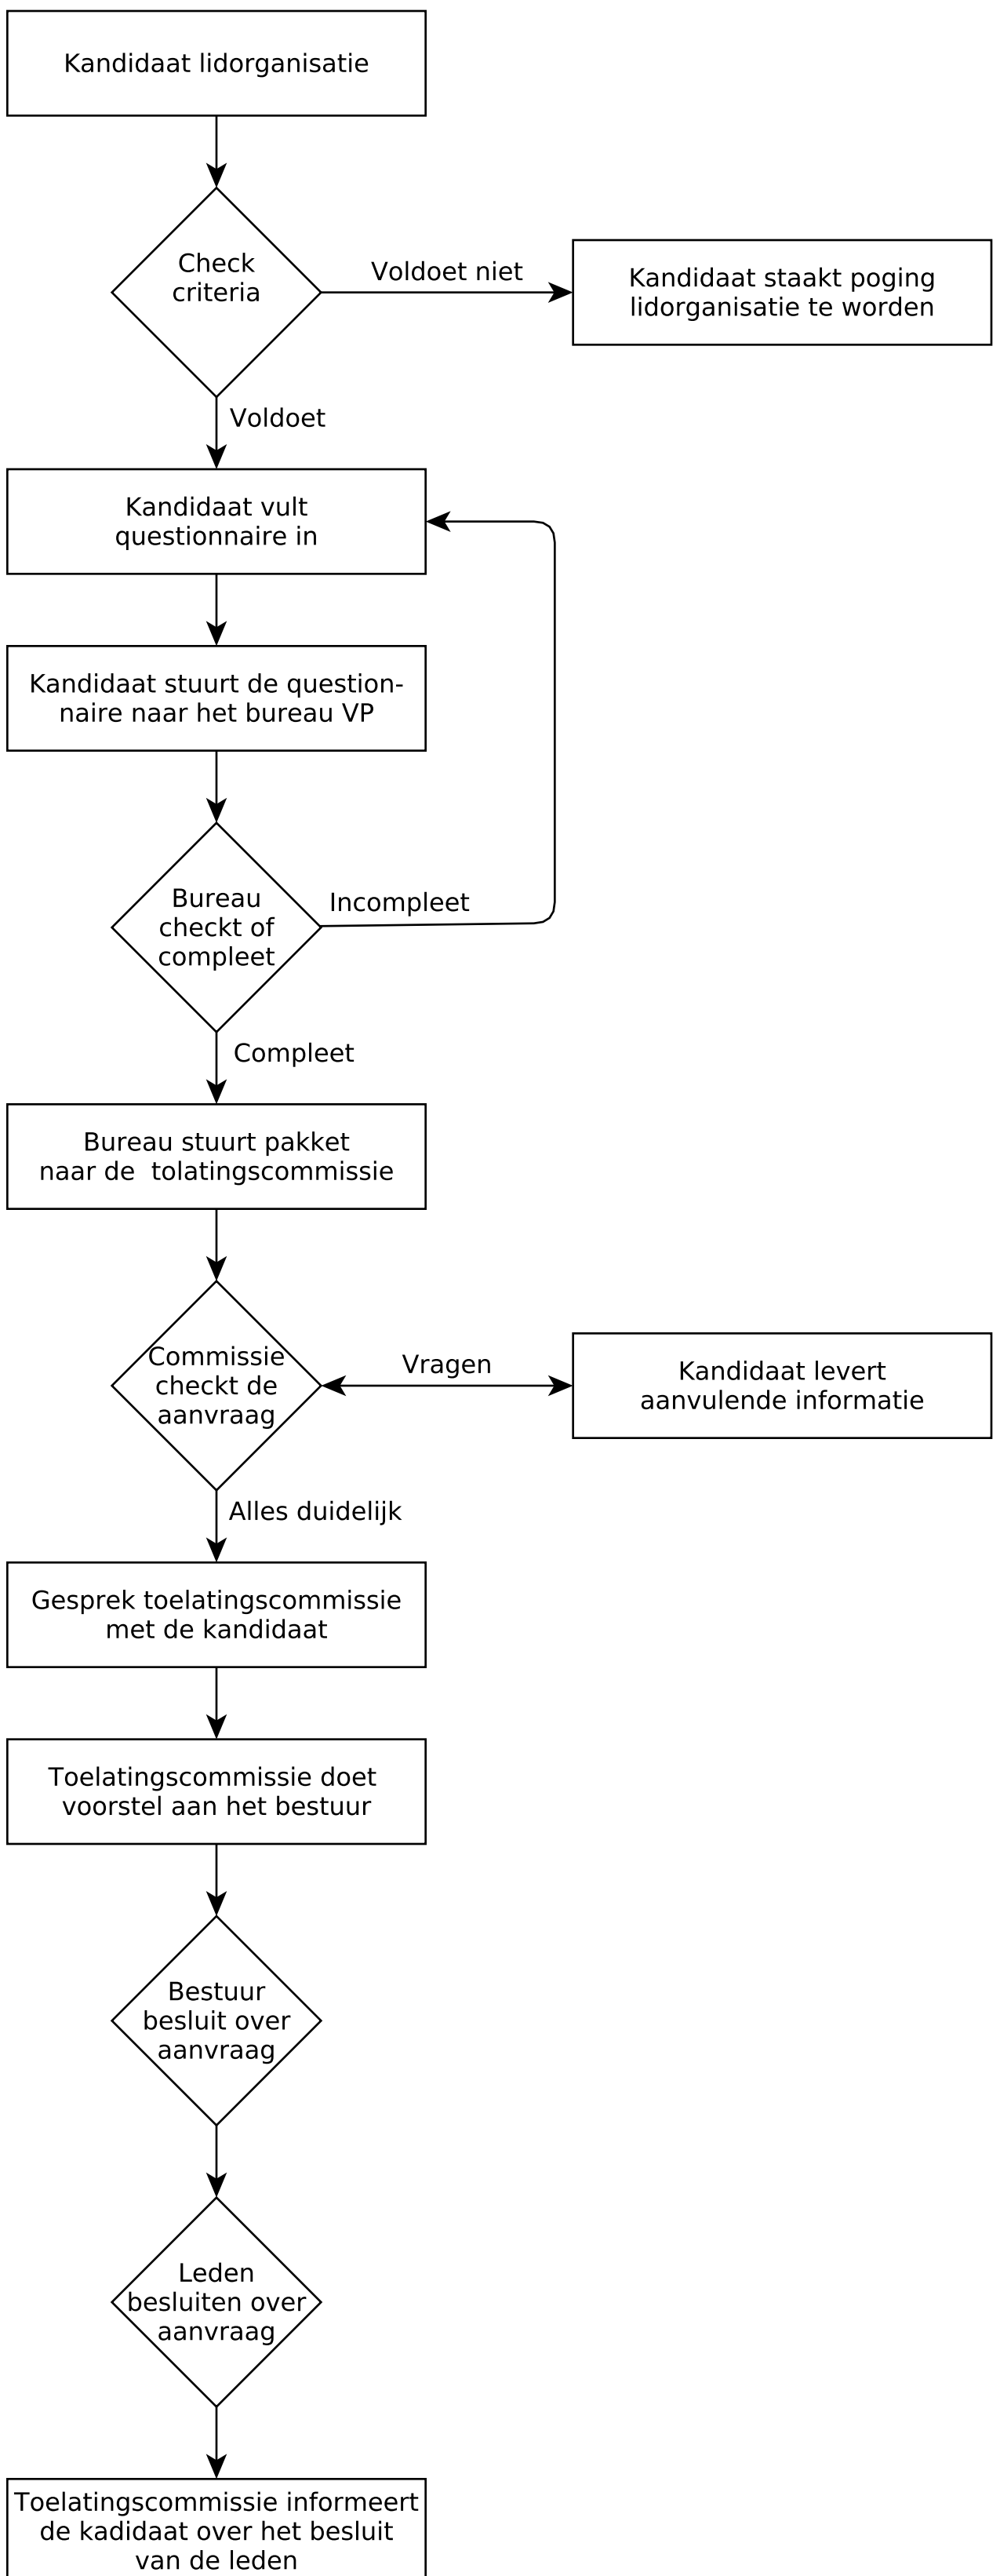 Kandidaat lidorganisatie
Check
criteria
Voldoet niet
Kandidaat staakt poging
lidorganisatie te worden
Voldoet
Kandidaat vult
questionnaire in
Kandidaat stuurt de question-
naire naar het bureau VP
Bureau
checkt of
compleet
Incompleet
Compleet
Bureau stuurt pakket
naar de  tolatingscommissie
Commissie
checkt de
aanvraag
Vragen
Kandidaat levert
aanvulende informatie
Alles duidelijk
Gesprek toelatingscommissie
met de kandidaat
Toelatingscommissie doet
voorstel aan het bestuur
Bestuur
besluit over
aanvraag
Leden
besluiten over
aanvraag
Toelatingscommissie informeert
de kadidaat over het besluit
van de leden